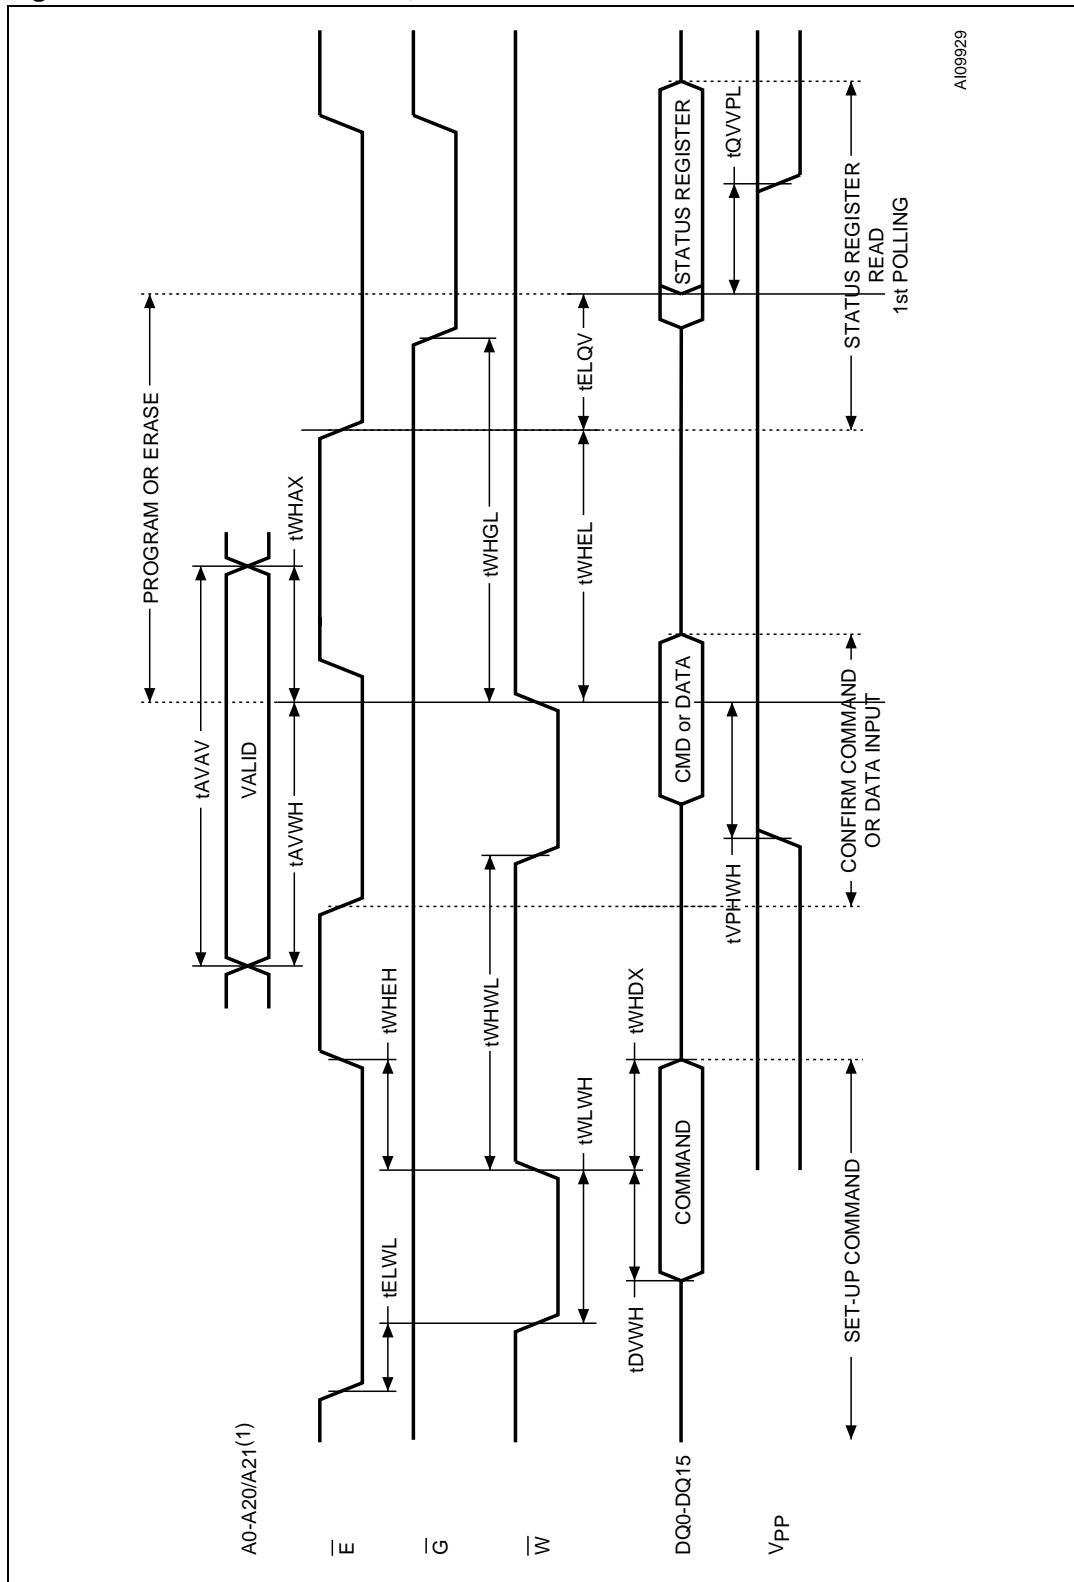 A0-A20/A21(1)
VALID
tAVAV
tAVWH
tWHAX
PROGRAM OR ERASE
E
tELWL
tWHEH
G
tWHGL
W
tWHWL
tWLWH
tWHEL
tELQV
DQ0-DQ15
COMMAND
CMD or DATA
STATUS REGISTER
tDVWH
tWHDX
VPP
tVPHWH
tQVVPL
SET-UP COMMAND
CONFIRM COMMAND
OR DATA INPUT
STATUS REGISTER
READ
1st POLLING
AI09929